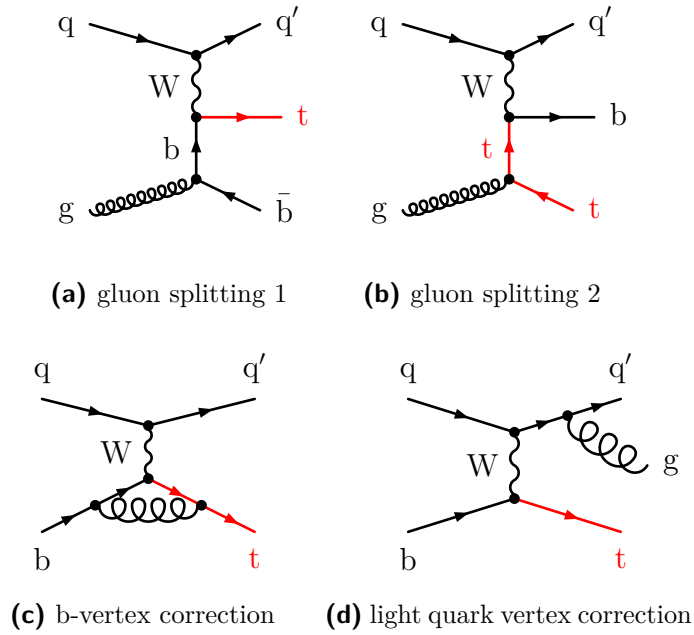 q q′ q q′
W W
t b
b t
g b̄ g t
(a) gluon splitting 1 (b) gluon splitting 2
q q′ q q′
W W g
b t b t
(c) b-vertex correction (d) light quark vertex correction